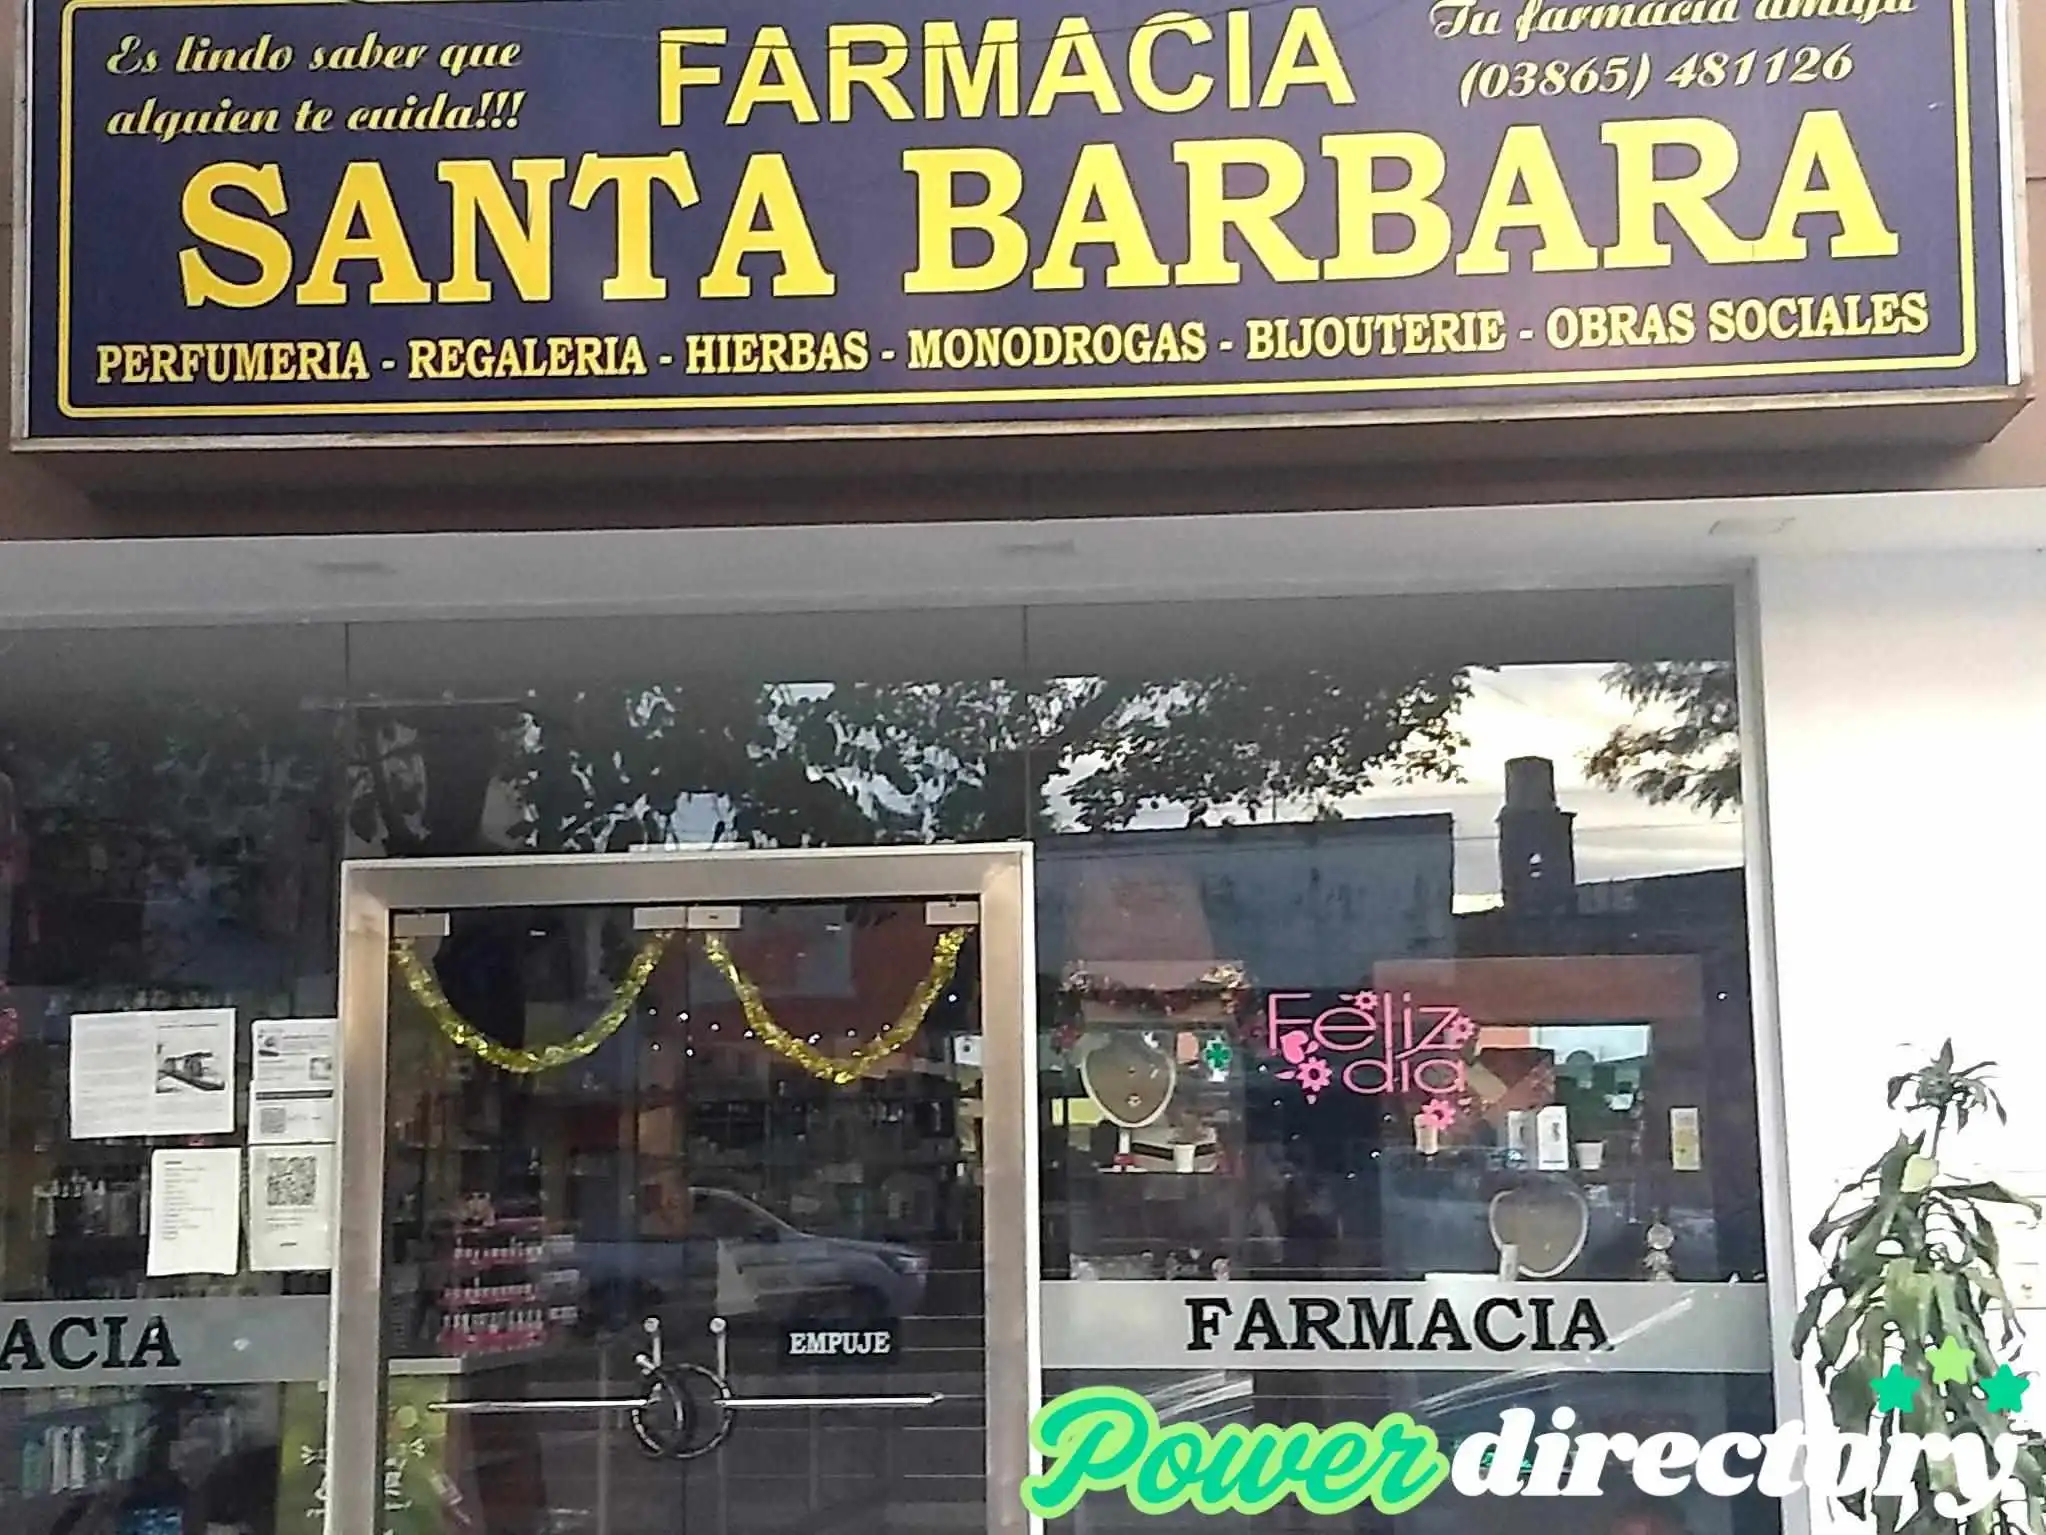 Es lindo saber que
alguien te cuida!!!
FARMACIA
Tu farmacia amiga
(03865) 481126
SANTA BARBARA
PERFUMERIA - REGALERIA - HIERBAS - MONODROGAS - BIJOUTERIE - OBRAS SOCIALES
Feliz
día
ACIA
EMPUJE
FARMACIA
Power directory